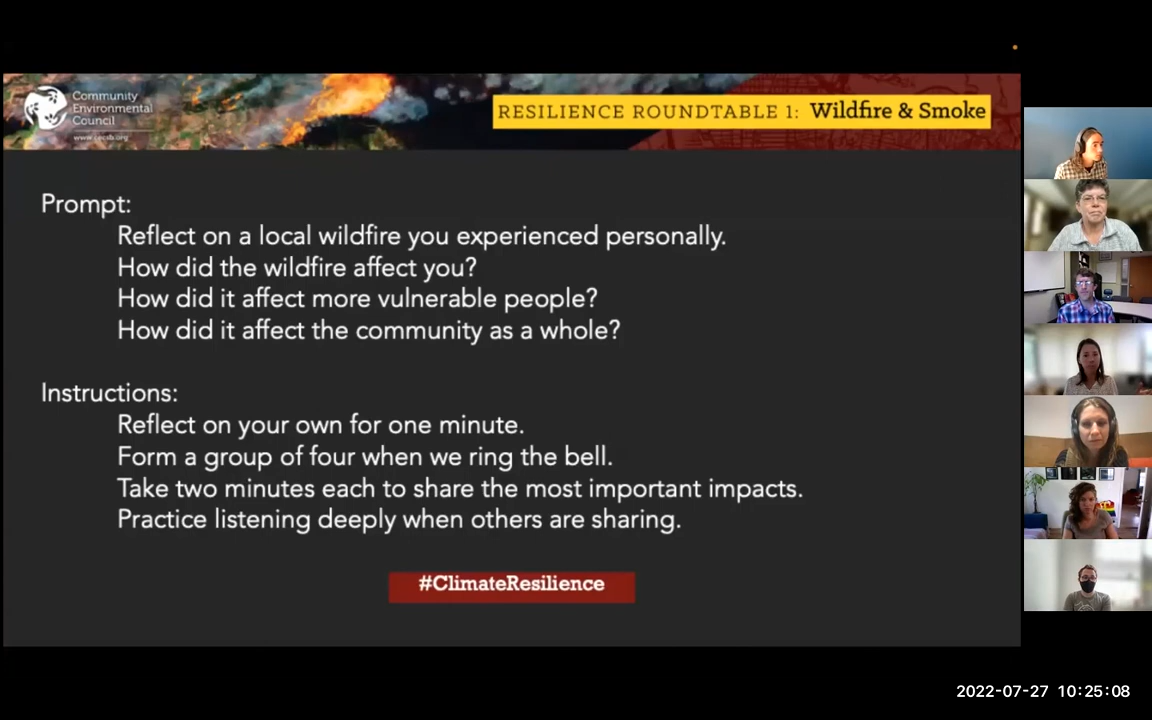 Community
Environmental
Council
www.cecsb.org
RESILIENCE ROUNDTABLE 1: Wildfire & Smoke
Prompt:
Reflect on a local wildfire you experienced personally.
How did the wildfire affect you?
How did it affect more vulnerable people?
How did it affect the community as a whole?
Instructions:
Reflect on your own for one minute.
Form a group of four when we ring the bell.
Take two minutes each to share the most important impacts.
Practice listening deeply when others are sharing.
#ClimateResilience
2022-07-27 10:25:08